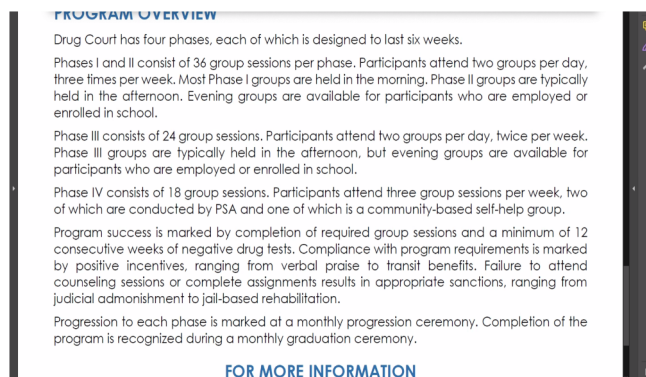 PROGRAM OVERVIEW
Drug Court has four phases, each of which is designed to last six weeks.
Phases I and II consist of 36 group sessions per phase. Participants attend two groups per day,
three times per week. Most Phase I groups are held in the morning. Phase II groups are typically
held in the afternoon. Evening groups are available for participants who are employed or
enrolled in school.
Phase III consists of 24 group sessions. Participants attend two groups per day, twice per week.
Phase III groups are typically held in the afternoon, but evening groups are available for
participants who are employed or enrolled in school.
Phase IV consists of 18 group sessions. Participants attend three group sessions per week, two
of which are conducted by PSA and one of which is a community-based self-help group.
Program success is marked by completion of required group sessions and a minimum of 12
consecutive weeks of negative drug tests. Compliance with program requirements is marked
by positive incentives, ranging from verbal praise to transit benefits. Failure to attend
counseling sessions or complete assignments results in appropriate sanctions, ranging from
judicial admonishment to jail-based rehabilitation.
Progression to each phase is marked at a monthly progression ceremony. Completion of the
program is recognized during a monthly graduation ceremony.
FOR MORE INFORMATION